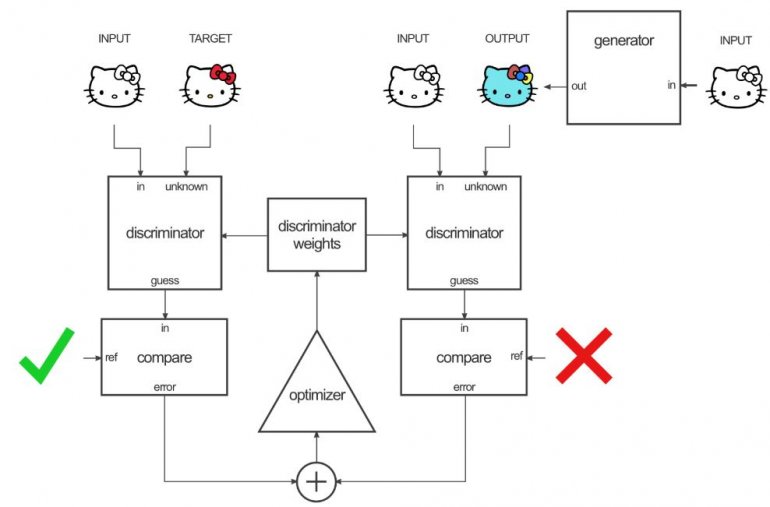 INPUT
TARGET
INPUT
OUTPUT
generator
INPUT
out
in
in
unknown
discriminator
guess
discriminator
weights
in
unknown
discriminator
guess
in
ref
compare
error
optimizer
in
ref
compare
error